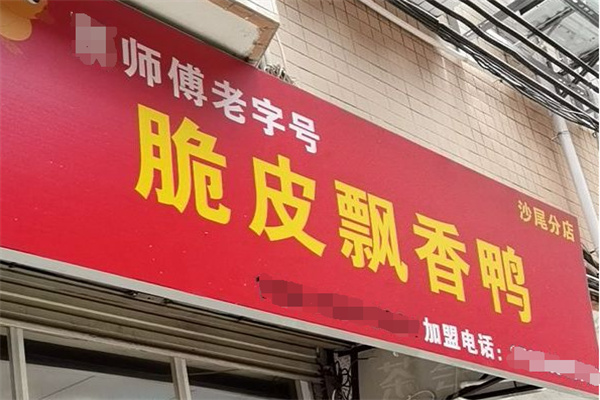 师傅老字号
脆皮飘香鸭
沙尾分店
加盟电话：